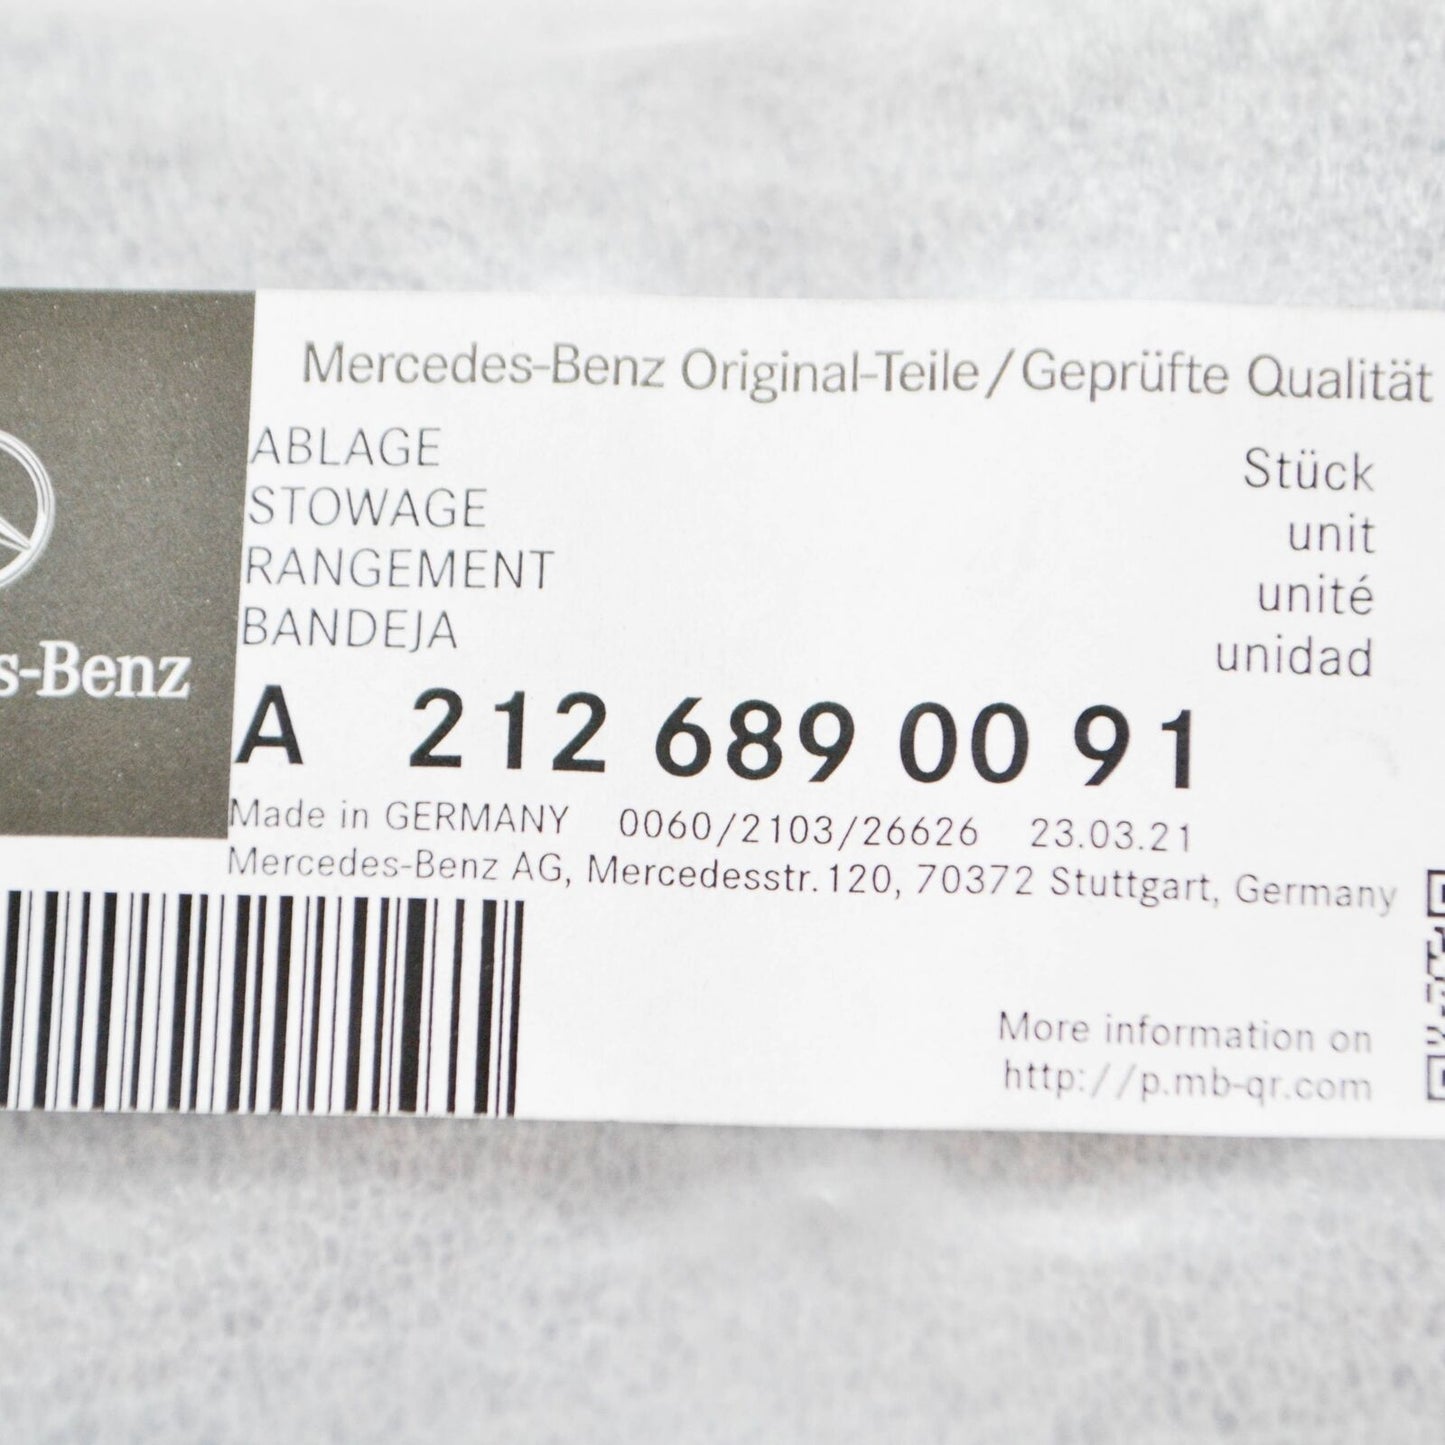 Mercedes-Benz Original-Teile/Geprüfte Qualität
ABLAGE
STOWAGE
RANGEMENT
BANDEJA
Stück
unit
unité
unidad
s-Benz
A 212 689 00 91
Made in GERMANY 0060/2103/26626 23.03.21
Mercedes-Benz AG, Mercedesstr.120, 70372 Stuttgart, Germany
More information on
http://p.mb-qr.com